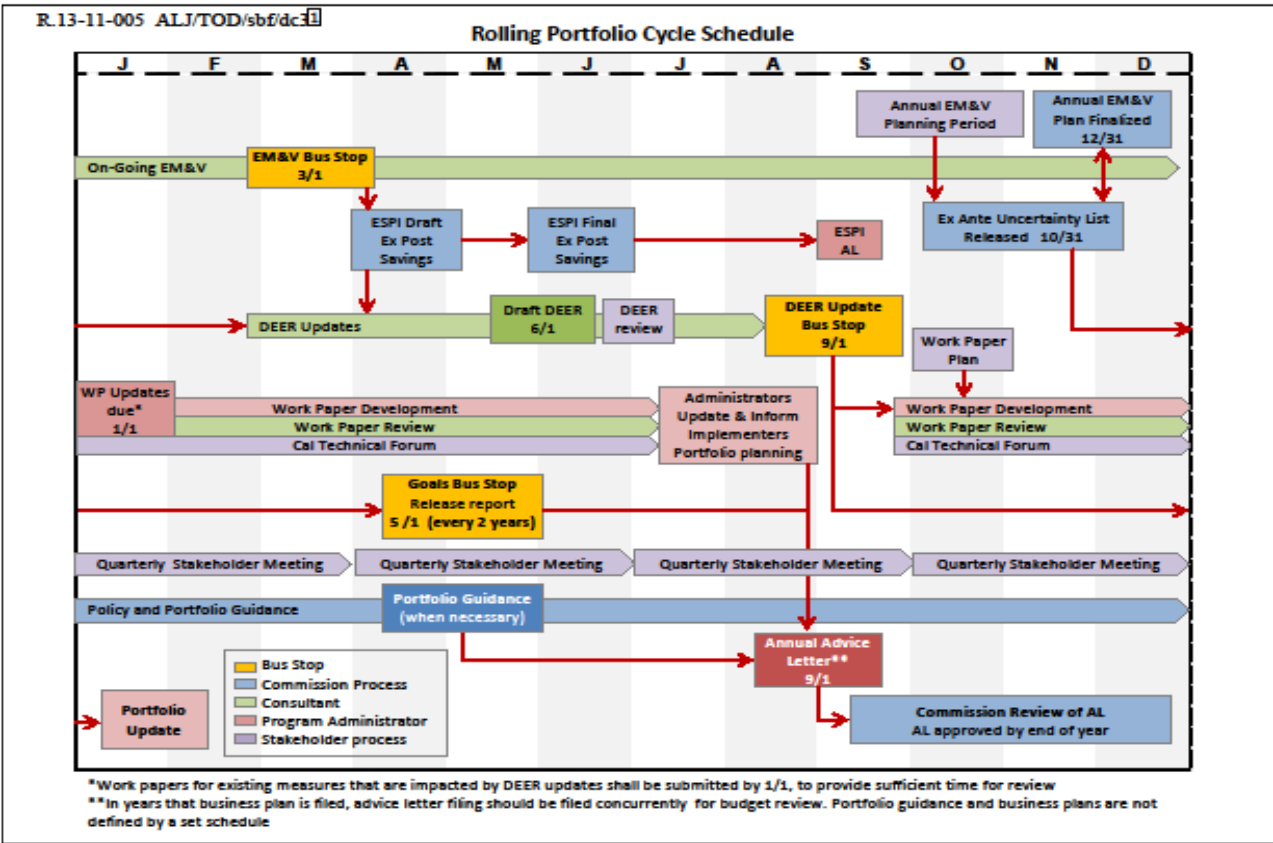 R.13-11-005 ALJ/TOD/sbf/dc3
1
Rolling Portfolio Cycle Schedule
J F M A M J J A S O N D
Annual EM&V
Planning Period
Annual EM&V
Plan Finalized
12/31
On-Going EM&V
EM&V Bus Stop
3/1
ESPI Draft
Ex Post
Savings
ESPI Final
Ex Post
Savings
ESPI
AL
Ex Ante Uncertainty List
Released 10/31
DEER Updates
Draft DEER
6/1
DEER
review
DEER Update
Bus Stop
9/1
Work Paper
Plan
WP Updates
due*
1/1
Work Paper Development
Work Paper Review
Cal Technical Forum
Administrators
Update & Inform
Implementers
Portfolio planning
Work Paper Development
Work Paper Review
Cal Technical Forum
Goals Bus Stop
Release report
5 /1 (every 2 years)
Quarterly Stakeholder Meeting
Quarterly Stakeholder Meeting
Quarterly Stakeholder Meeting
Quarterly Stakeholder Meeting
Policy and Portfolio Guidance
Portfolio Guidance
(when necessary)
Annual Advice
Letter**
9/1
Portfolio
Update
Bus Stop
Commission Process
Consultant
Program Administrator
Stakeholder process
Commission Review of AL
AL approved by end of year
*Work papers for existing measures that are impacted by DEER updates shall be submitted by 1/1, to provide sufficient time for review
**In years that business plan is filed, advice letter filing should be filed concurrently for budget review. Portfolio guidance and business plans are not
defined by a set schedule